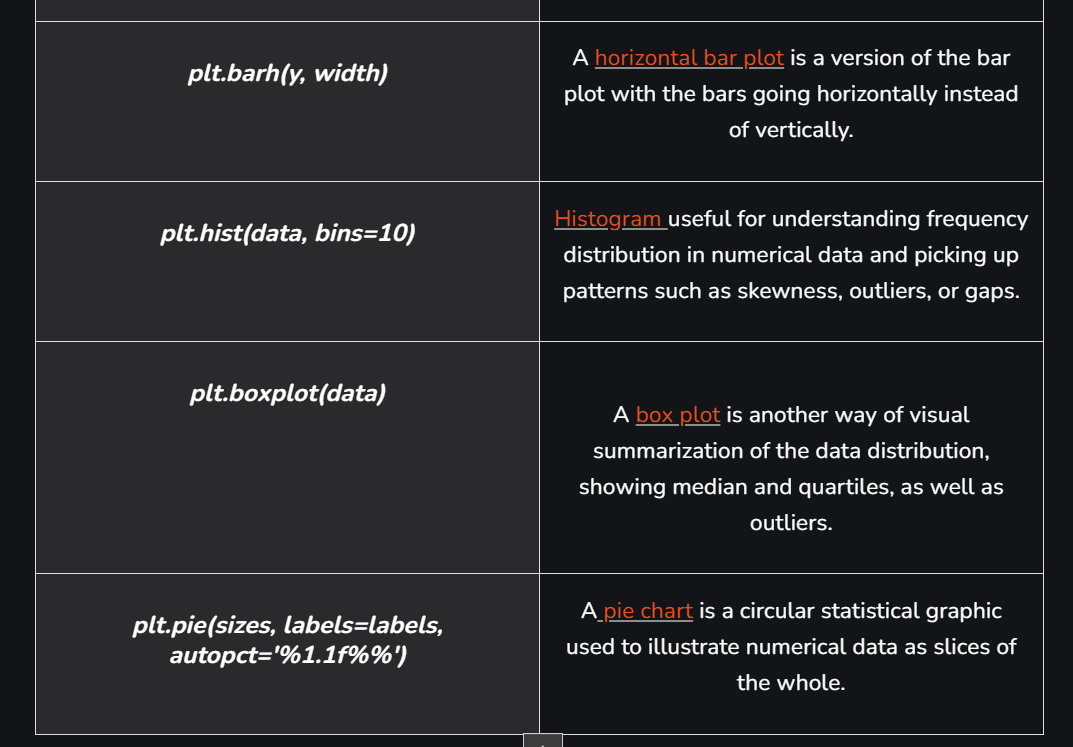 plt.barh(y, width)
A horizontal bar plot is a version of the bar
plot with the bars going horizontally instead
of vertically.
plt.hist(data, bins=10)
Histogram useful for understanding frequency
distribution in numerical data and picking up
patterns such as skewness, outliers, or gaps.
plt.boxplot(data)
A box plot is another way of visual
summarization of the data distribution,
showing median and quartiles, as well as
outliers.
plt.pie(sizes, labels=labels,
autopct='%1.1f%%')
A pie chart is a circular statistical graphic
used to illustrate numerical data as slices of
the whole.